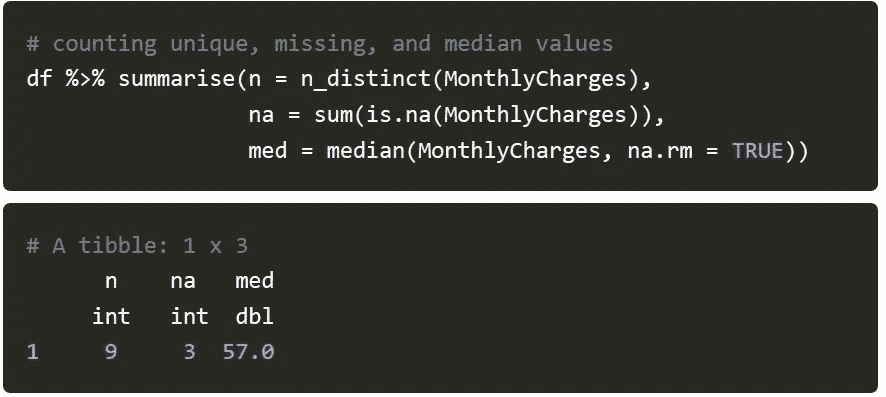 # counting unique, missing, and median values
df %>% summarise(n = n_distinct(MonthlyCharges),
na = sum(is.na(MonthlyCharges)),
med = median(MonthlyCharges, na.rm = TRUE))
# A tibble: 1 x 3
n na med
int int dbl
1 9 3 57.0